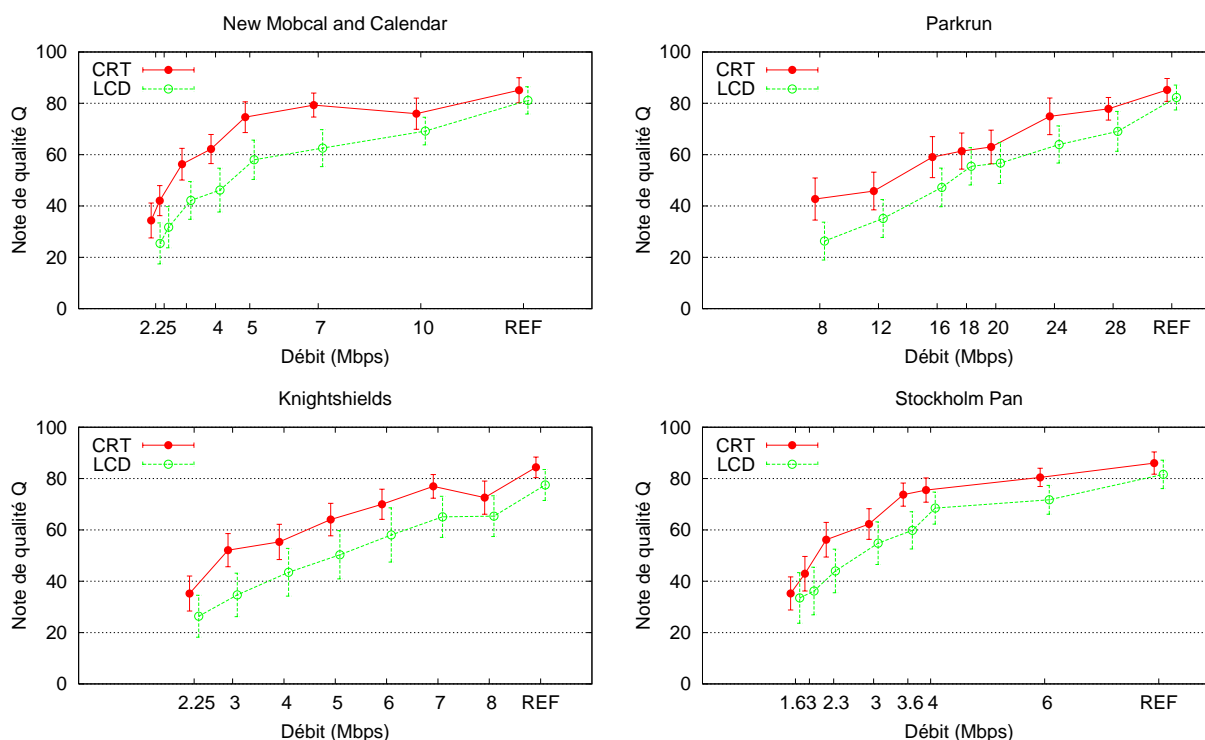 New Mobcal and Calendar
Note de qualité Q
100
80
60
40
20
0
CRT
LCD
2.25 4 5 7 10 REF
Débit (Mbps)
Parkrun
Note de qualité Q
100
80
60
40
20
0
CRT
LCD
8 12 16 18 20 24 28 REF
Débit (Mbps)
Knightshields
Note de qualité Q
100
80
60
40
20
0
CRT
LCD
2.25 3 4 5 6 7 8 REF
Débit (Mbps)
Stockholm Pan
Note de qualité Q
100
80
60
40
20
0
CRT
LCD
1.63 2.3 3 3.6 4 6 REF
Débit (Mbps)